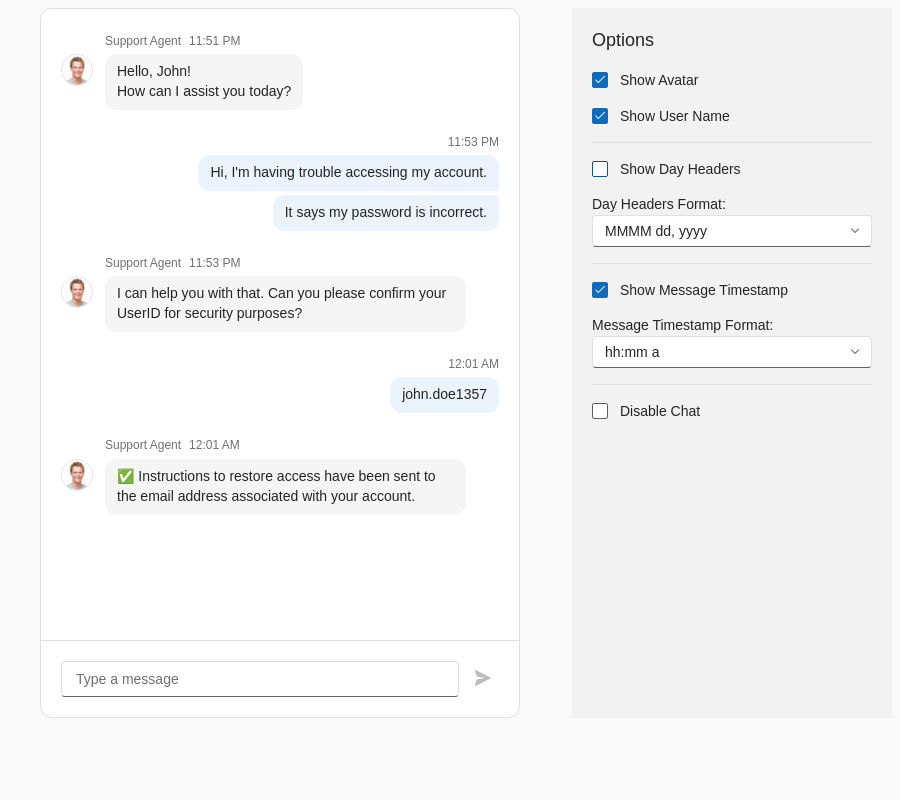 Support Agent 11:51 PM
Hello, John!
How can I assist you today?
11:53 PM
Hi, I'm having trouble accessing my account.
It says my password is incorrect.
Support Agent 11:53 PM
I can help you with that. Can you please confirm your
UserID for security purposes?
12:01 AM
john.doe1357
Support Agent 12:01 AM
✅ Instructions to restore access have been sent to
the email address associated with your account.
Type a message
Options
Show Avatar
Show User Name
Show Day Headers
Day Headers Format:
MMMM dd, yyyy
Show Message Timestamp
Message Timestamp Format:
hh:mm a
Disable Chat